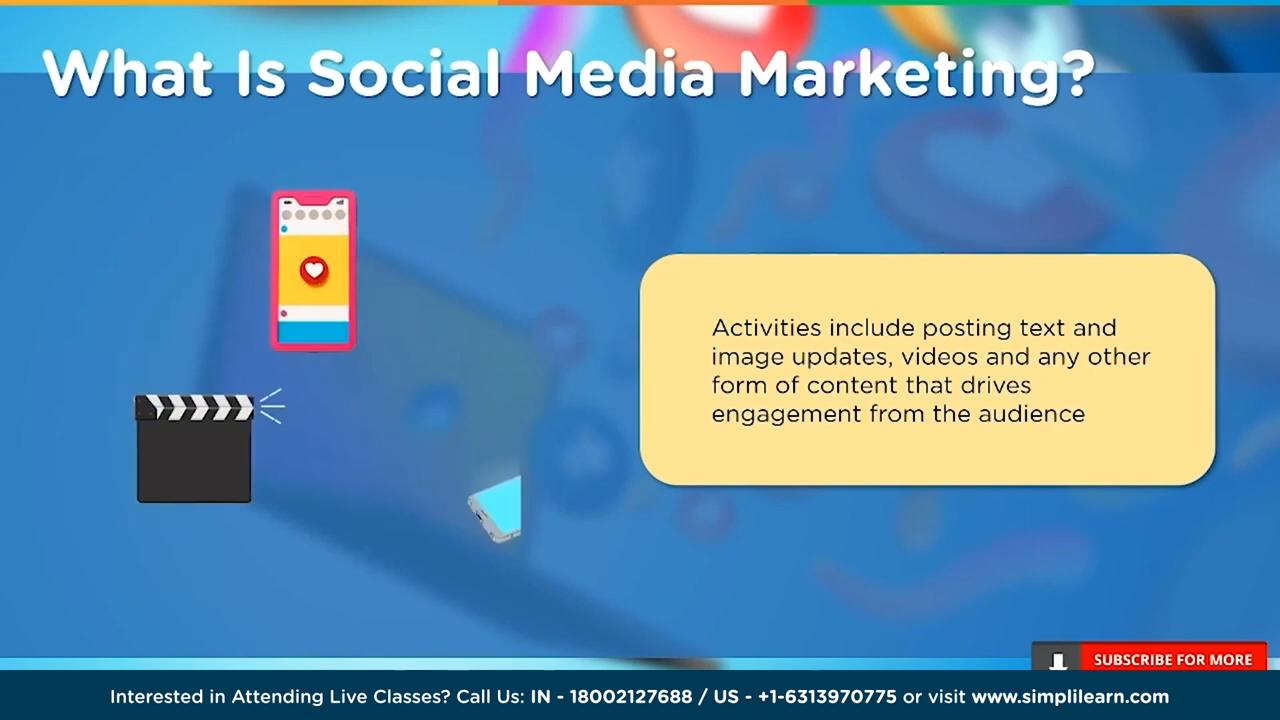 What Is Social Media Marketing?
Activities include posting text and
image updates, videos and any other
form of content that drives
engagement from the audience
SUBSCRIBE FOR MORE
Interested in Attending Live Classes? Call Us: IN - 18002127688 / US - +1-6313970775 or visit www.simplilearn.com